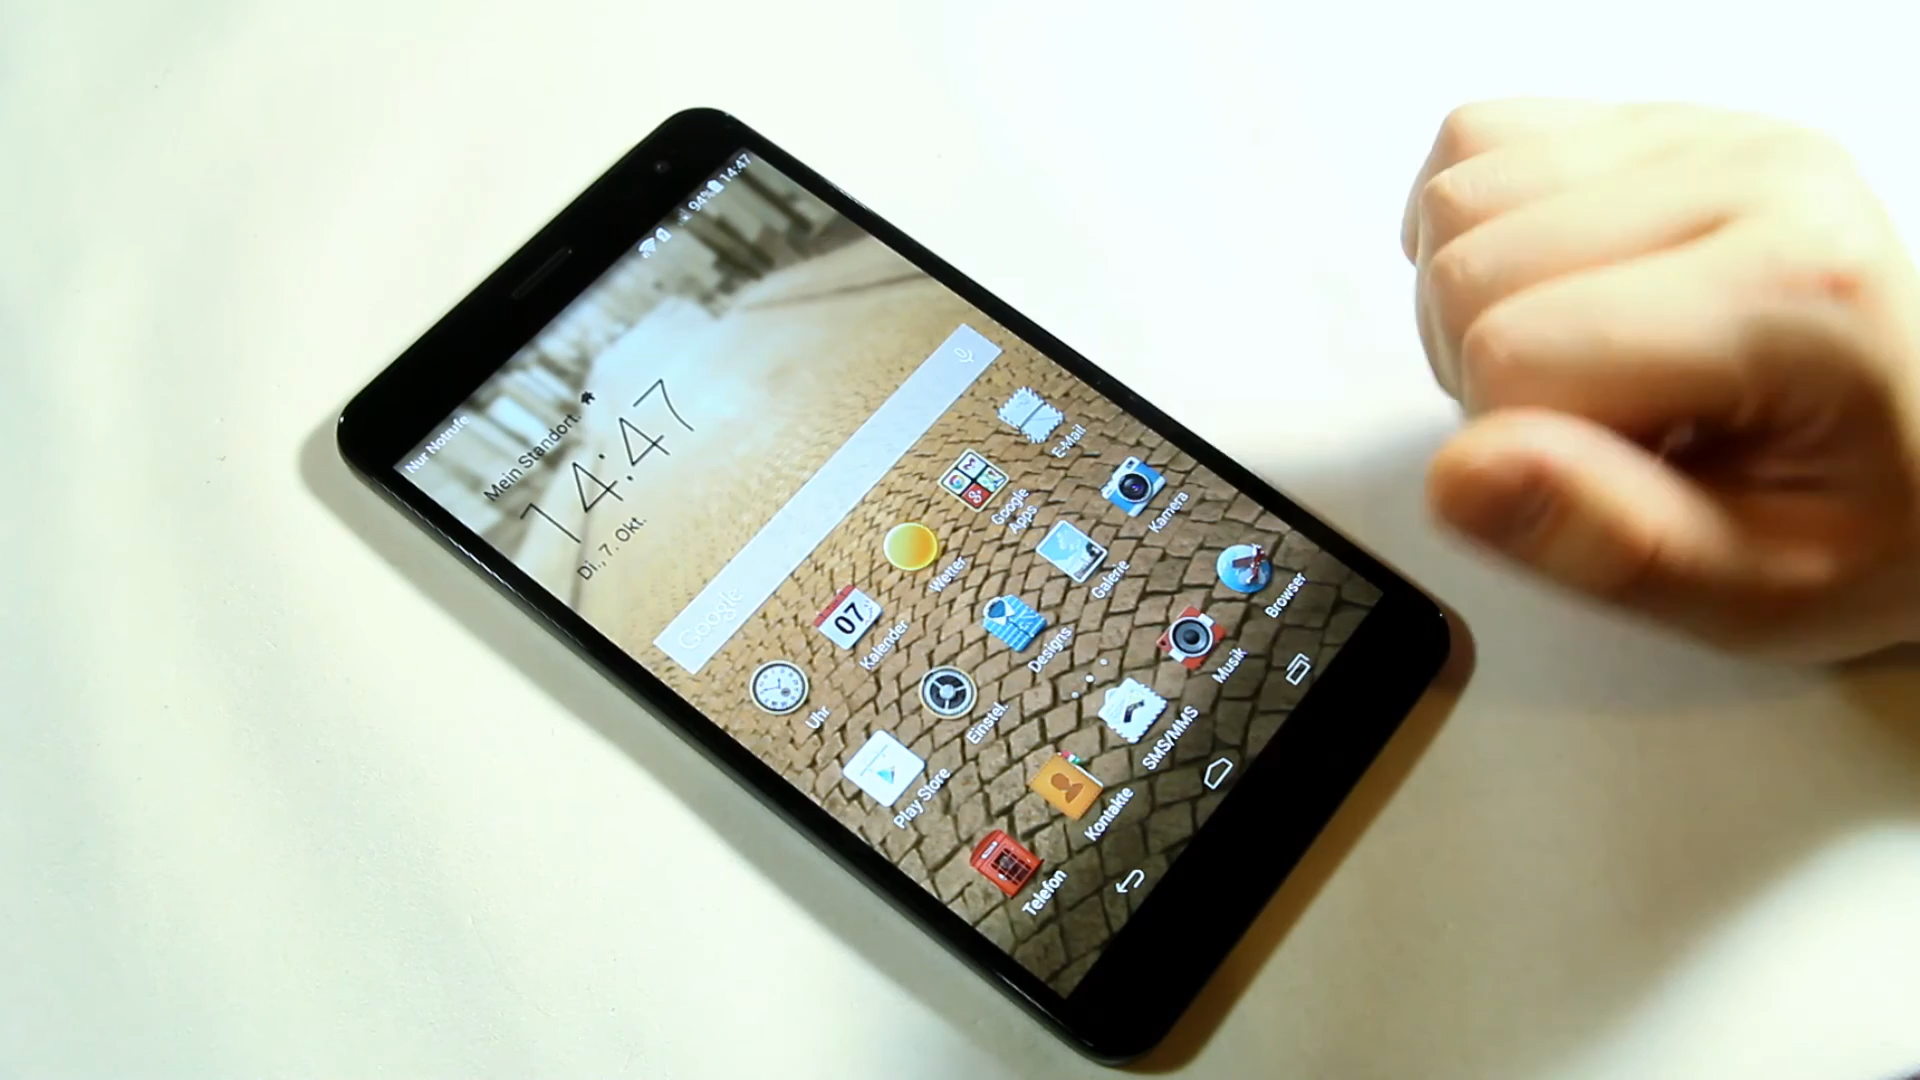 Nur Notrufe
94% 14:47
Mein Standort.
14:47
Di., 7. Okt.
Google
Uhr
07
Kalender
Wetter
Google
Apps
E-Mail
Play Store
Einstel.
Designs
Galerie
Kamera
Telefon
Kontakte
SMS/MMS
Musik
Browser